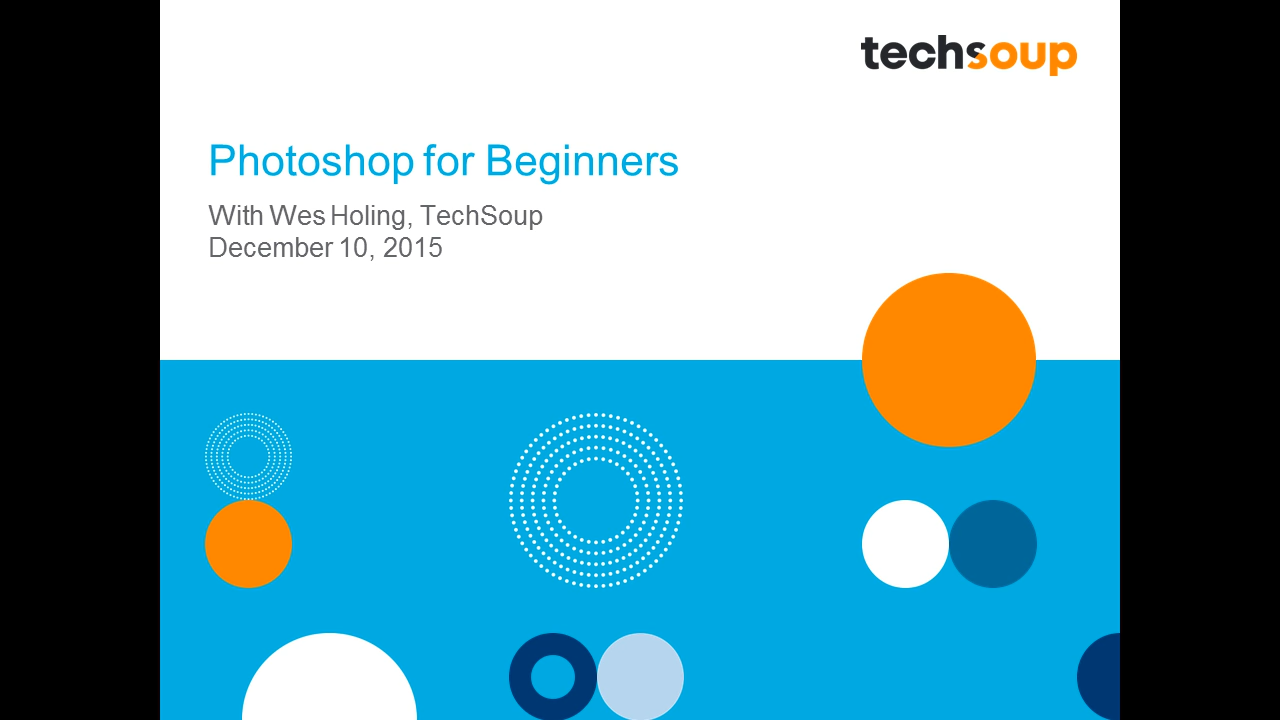 techsoup
Photoshop for Beginners
With Wes Holing, TechSoup
December 10, 2015